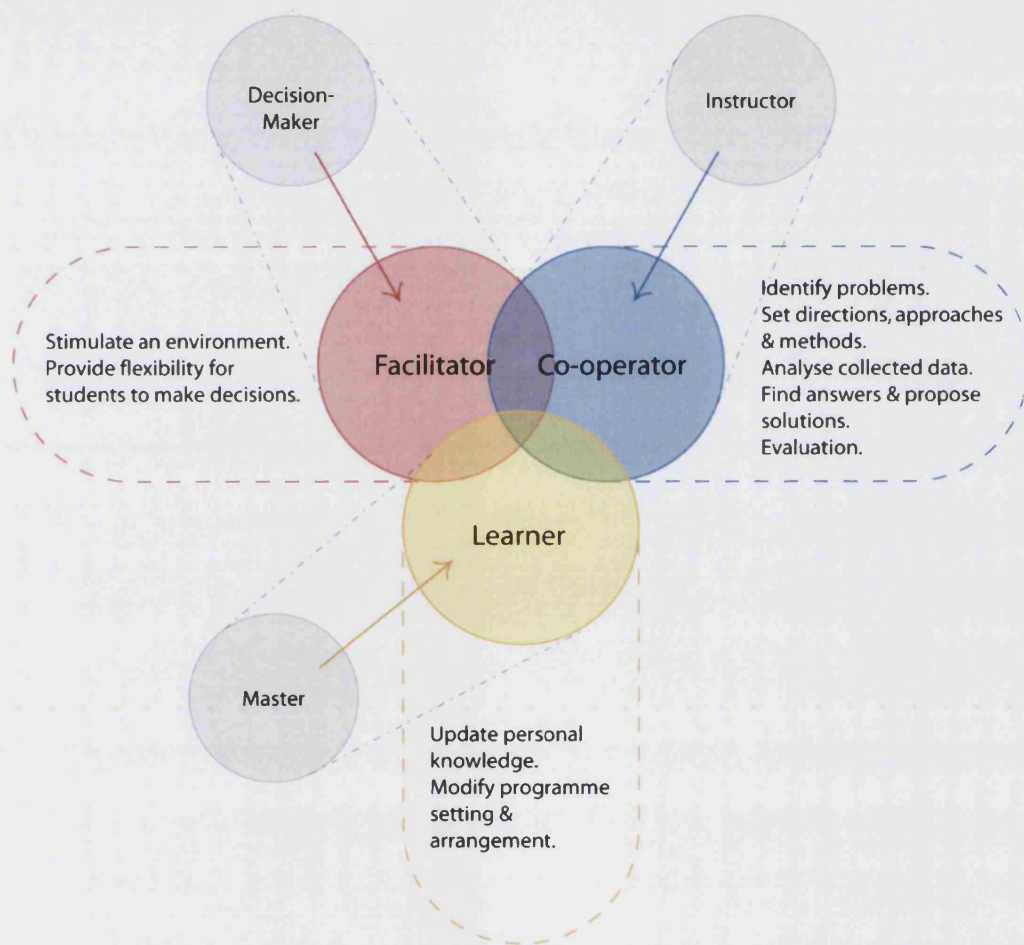 Decision-
Maker
Instructor
Stimulate an environment.
Provide flexibility for
students to make decisions.
Facilitator
Co-operator
Identify problems.
Set directions, approaches
& methods.
Analyse collected data.
Find answers & propose
solutions.
Evaluation.
Learner
Master
Update personal
knowledge.
Modify programme
setting &
arrangement.